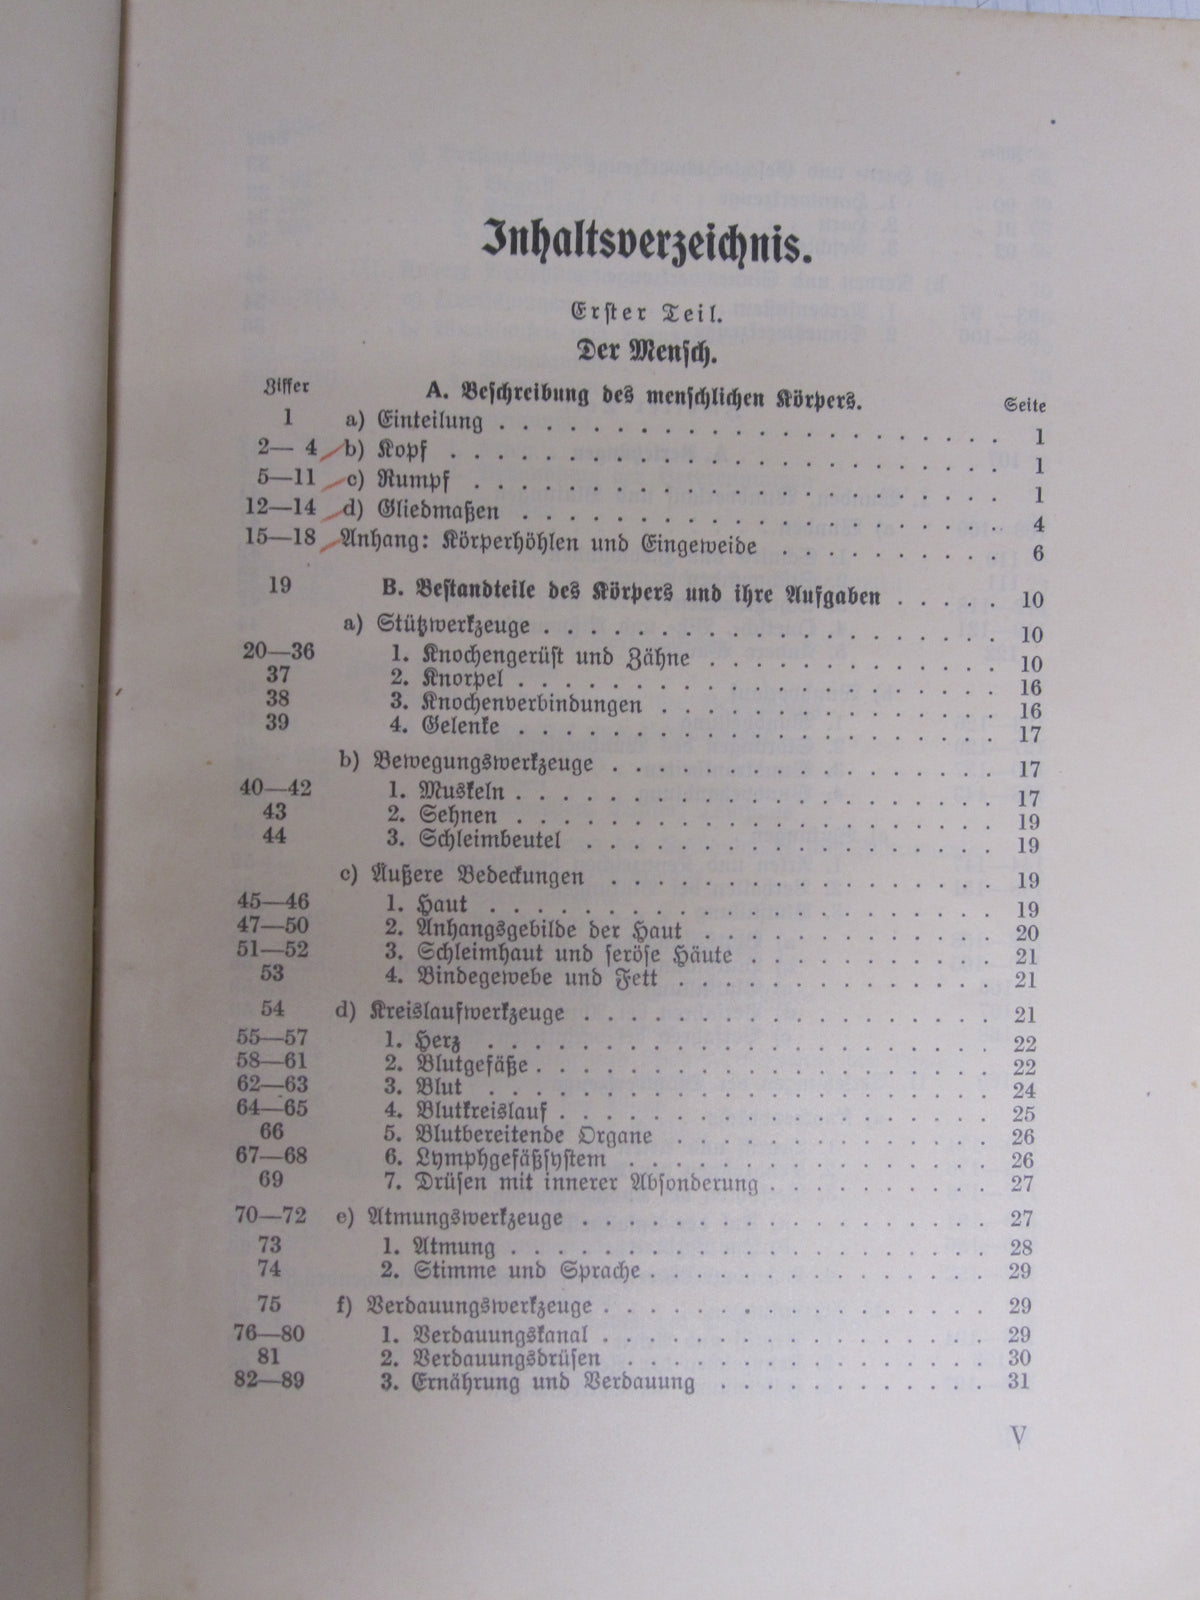 Inhaltsverzeichnis.
Erster Teil.
Der Mensch.
Ziffer A. Beschreibung des menschlichen Körpers. Seite
1 a) Einteilung . . . . . . . . . . . . . . . . . . . . . . 1
2— 4 b) Kopf . . . . . . . . . . . . . . . . . . . . . . . . 1
5—11 c) Rumpf . . . . . . . . . . . . . . . . . . . . . . . 1
12—14 d) Gliedmaßen . . . . . . . . . . . . . . . . . . . . . 4
15—18 Anhang: Körperhöhlen und Eingeweide . . . . . . . . . . 6
19 B. Bestandteile des Körpers und ihre Aufgaben . . . . . 10
a) Stützwerkzeuge . . . . . . . . . . . . . . . . . . . . 10
20—36 1. Knochengerüst und Zähne . . . . . . . . . . . . . 10
37 2. Knorpel . . . . . . . . . . . . . . . . . . . . . 16
38 3. Knochenverbindungen . . . . . . . . . . . . . . . 16
39 4. Gelenke . . . . . . . . . . . . . . . . . . . . . 17
b) Bewegungswerkzeuge . . . . . . . . . . . . . . . . . 17
40—42 1. Muskeln . . . . . . . . . . . . . . . . . . . . . 17
43 2. Sehnen . . . . . . . . . . . . . . . . . . . . . 19
44 3. Schleimbeutel . . . . . . . . . . . . . . . . . . 19
c) Äußere Bedeckungen . . . . . . . . . . . . . . . . . 19
45—46 1. Haut . . . . . . . . . . . . . . . . . . . . . . 19
47—50 2. Anhangsgebilde der Haut . . . . . . . . . . . . . 20
51—52 3. Schleimhaut und seröse Häute . . . . . . . . . . . 21
53 4. Bindegewebe und Fett . . . . . . . . . . . . . . 21
54 d) Kreislaufwerkzeuge . . . . . . . . . . . . . . . . . . 21
55—57 1. Herz . . . . . . . . . . . . . . . . . . . . . . 22
58—61 2. Blutgefäße . . . . . . . . . . . . . . . . . . . . 22
62—63 3. Blut . . . . . . . . . . . . . . . . . . . . . . 24
64—65 4. Blutkreislauf . . . . . . . . . . . . . . . . . . . 25
66 5. Blutbereitende Organe . . . . . . . . . . . . . . 26
67—68 6. Lymphgefäßsystem . . . . . . . . . . . . . . . . 26
69 7. Drüsen mit innerer Absonderung . . . . . . . . . . 27
70—72 e) Atmungswerkzeuge . . . . . . . . . . . . . . . . . . 27
73 1. Atmung . . . . . . . . . . . . . . . . . . . . . 28
74 2. Stimme und Sprache . . . . . . . . . . . . . . . 29
75 f) Verdauungswerkzeuge . . . . . . . . . . . . . . . . . 29
76—80 1. Verdauungskanal . . . . . . . . . . . . . . . . . 29
81 2. Verdauungsdrüsen . . . . . . . . . . . . . . . . 30
82—89 3. Ernährung und Verdauung . . . . . . . . . . . . 31
V